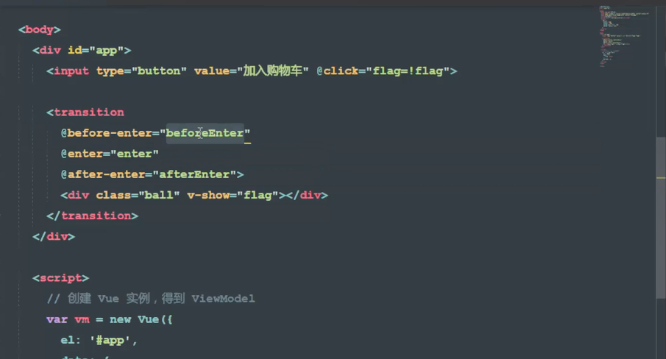 <body>
<div id="app">
<input type="button" value="加入购物车" @click="flag=!flag">
<transition
@before-enter="beforeEnter"
@enter="enter"
@after-enter="afterEnter">
<div class="ball" v-show="flag"></div>
</transition>
</div>
<script>
// 创建 Vue 实例，得到 ViewModel
var vm = new Vue({
el: '#app',